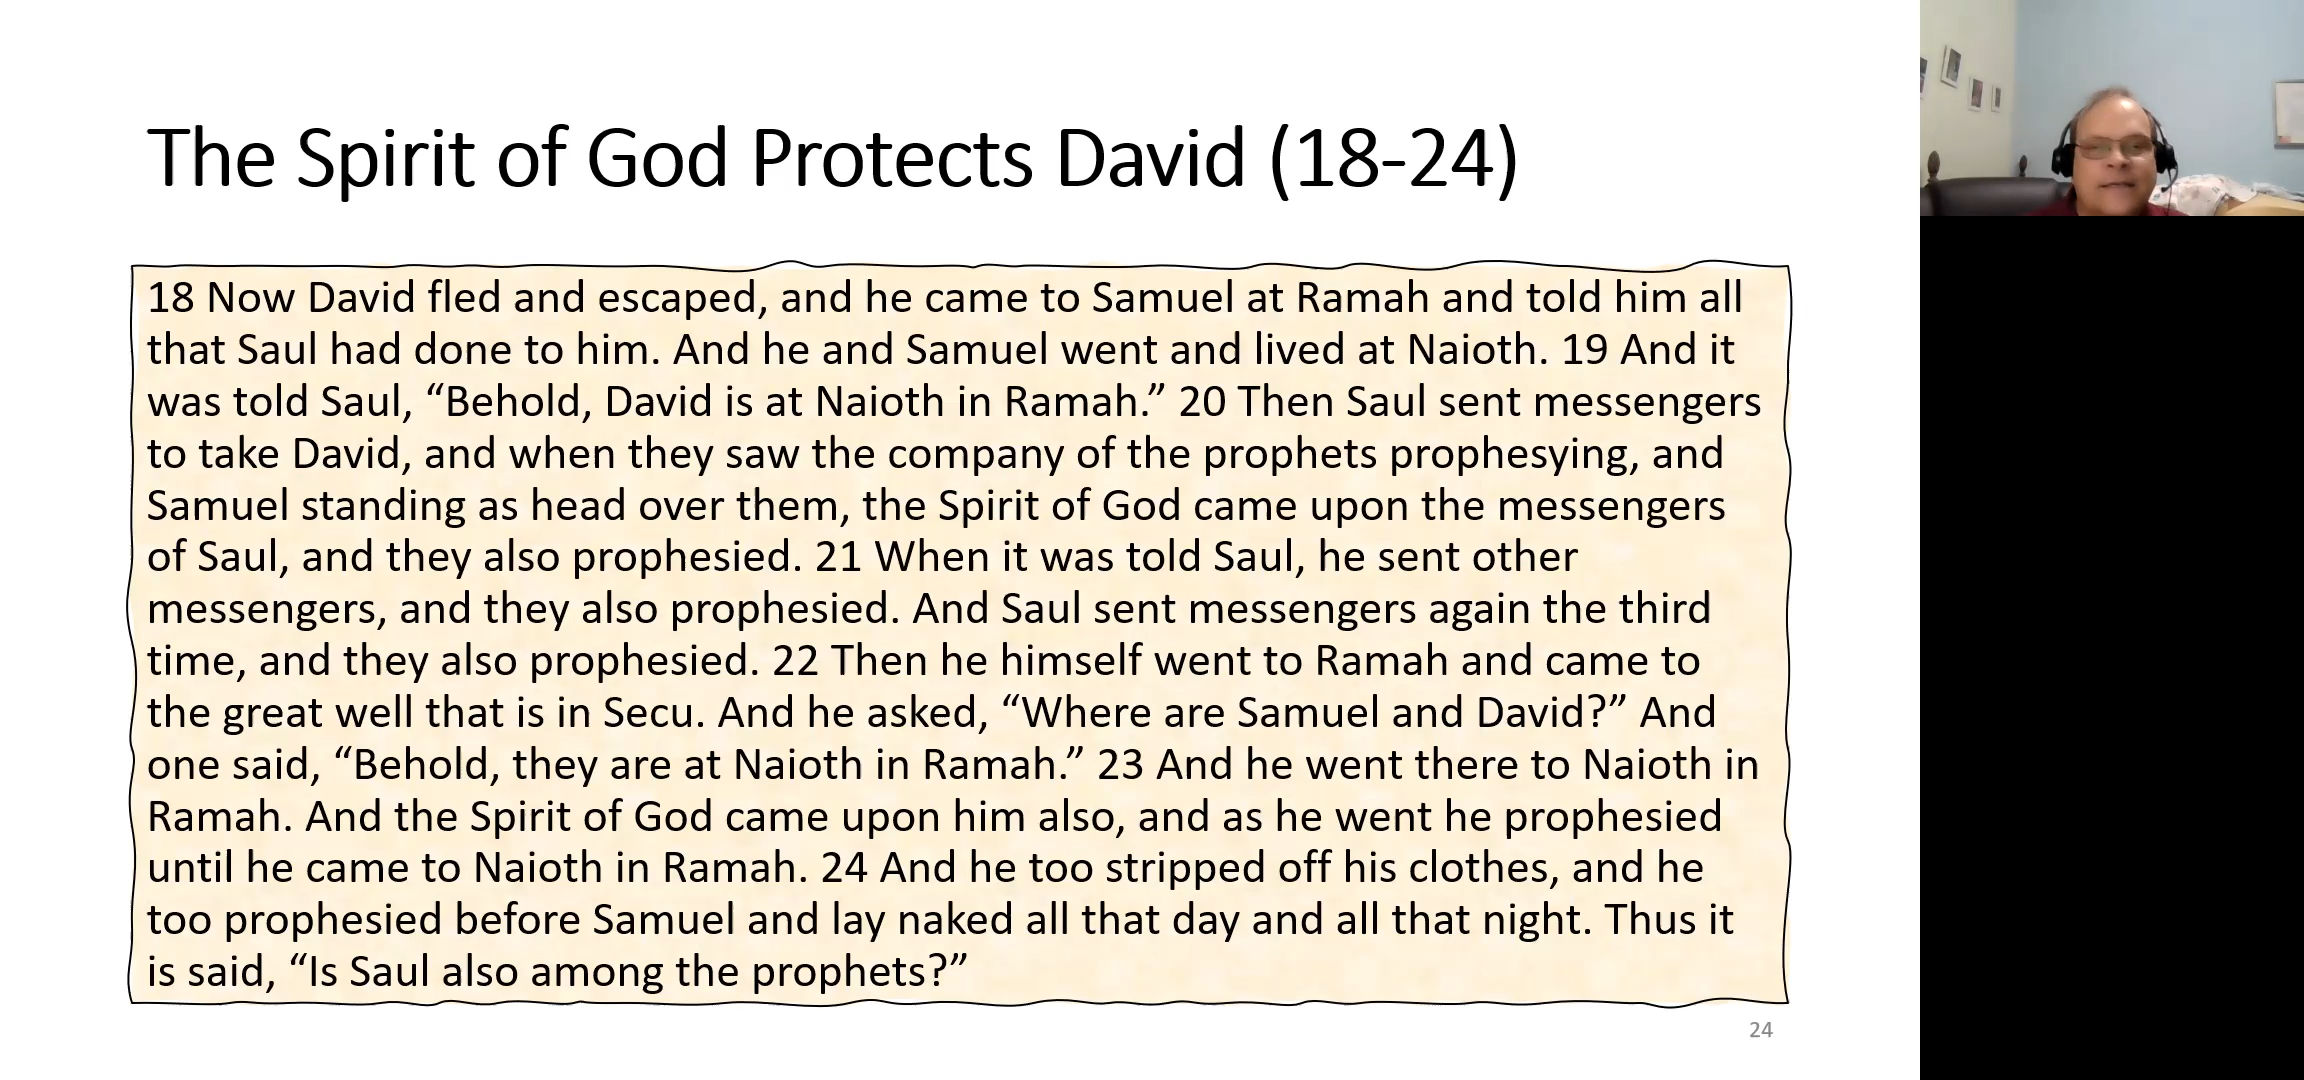 The Spirit of God Protects David (18-24)
18 Now David fled and escaped, and he came to Samuel at Ramah and told him all
that Saul had done to him. And he and Samuel went and lived at Naioth. 19 And it
was told Saul, “Behold, David is at Naioth in Ramah.” 20 Then Saul sent messengers
to take David, and when they saw the company of the prophets prophesying, and
Samuel standing as head over them, the Spirit of God came upon the messengers
of Saul, and they also prophesied. 21 When it was told Saul, he sent other
messengers, and they also prophesied. And Saul sent messengers again the third
time, and they also prophesied. 22 Then he himself went to Ramah and came to
the great well that is in Secu. And he asked, “Where are Samuel and David?” And
one said, “Behold, they are at Naioth in Ramah.” 23 And he went there to Naioth in
Ramah. And the Spirit of God came upon him also, and as he went he prophesied
until he came to Naioth in Ramah. 24 And he too stripped off his clothes, and he
too prophesied before Samuel and lay naked all that day and all that night. Thus it
is said, “Is Saul also among the prophets?”
24